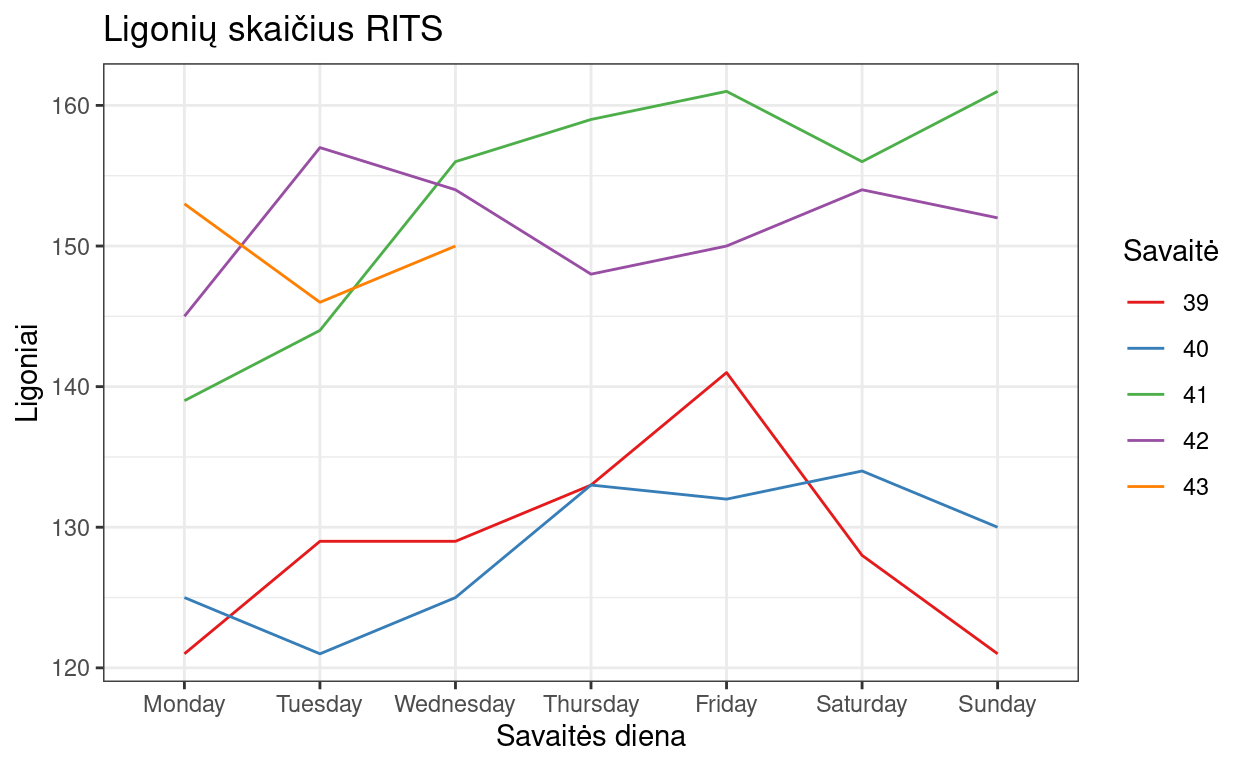 Ligonių skaičius RITS
160
150
140
130
120
Ligoniai
Monday Tuesday Wednesday Thursday Friday Saturday Sunday
Savaitės diena
Savaitė
39
40
41
42
43